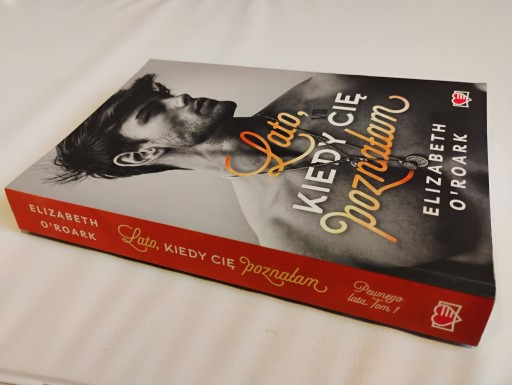 Lato,
KIEDY CIĘ
poznałam
ELIZABETH
O'ROARK
ELIZABETH
O'ROARK
Lato, KIEDY CIĘ poznałam
Pewnego
lata. Tom 1